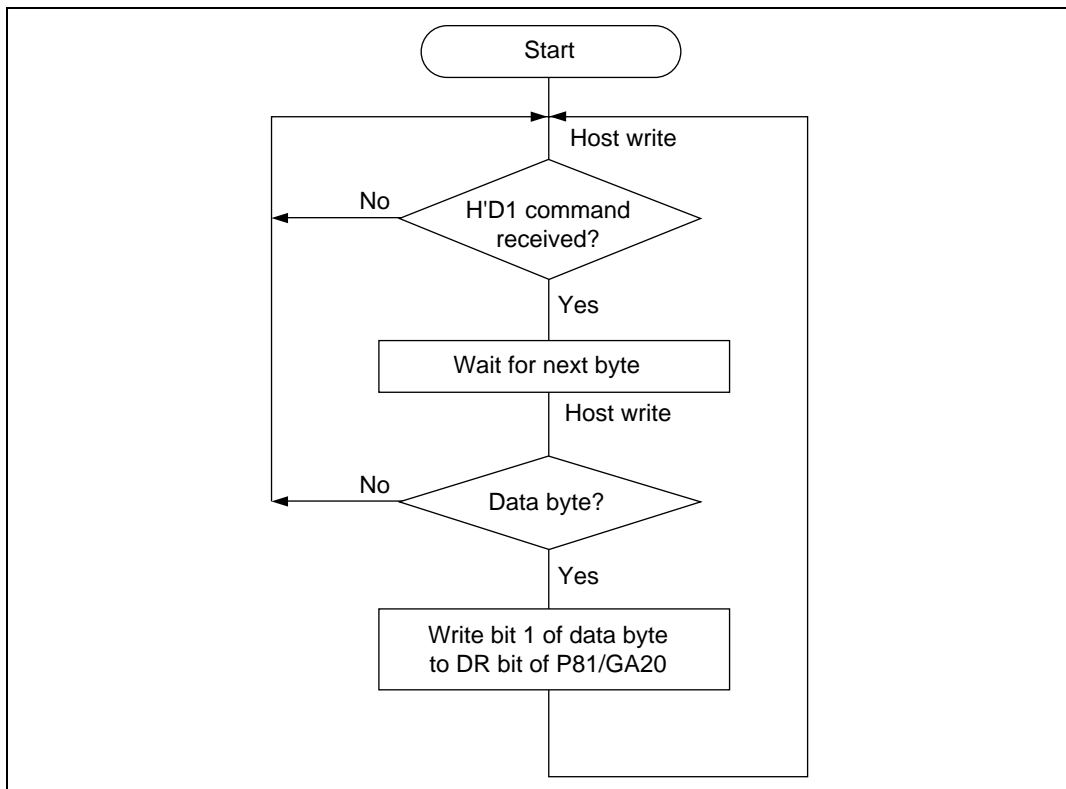 Start
Host write
No
H'D1 command
received?
Yes
Wait for next byte
Host write
No
Data byte?
Yes
Write bit 1 of data byte
to DR bit of P81/GA20